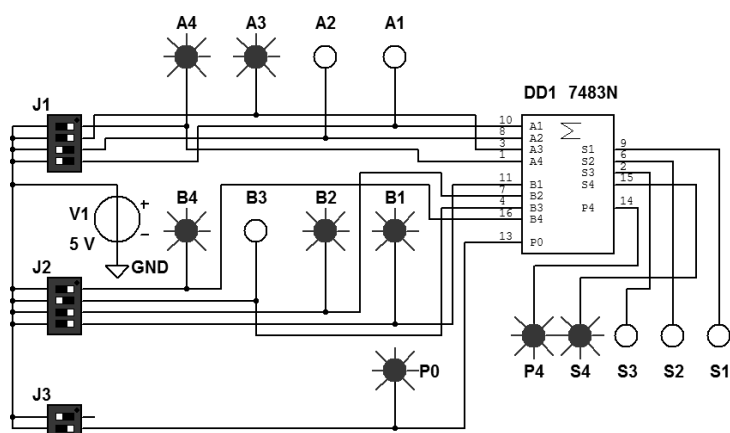 A4 A3 A2 A1
DD1 7483N
J1
10 A1
8 A2
3 A3
1 A4
11 B1
7 B2
4 B3
16 B4
13 P0
Σ
S1 9
S2 6
S3 2
S4 15
P4 14
V1
5 V
+
−
GND
B4 B3 B2 B1
J2
P0
P4 S4 S3 S2 S1
J3